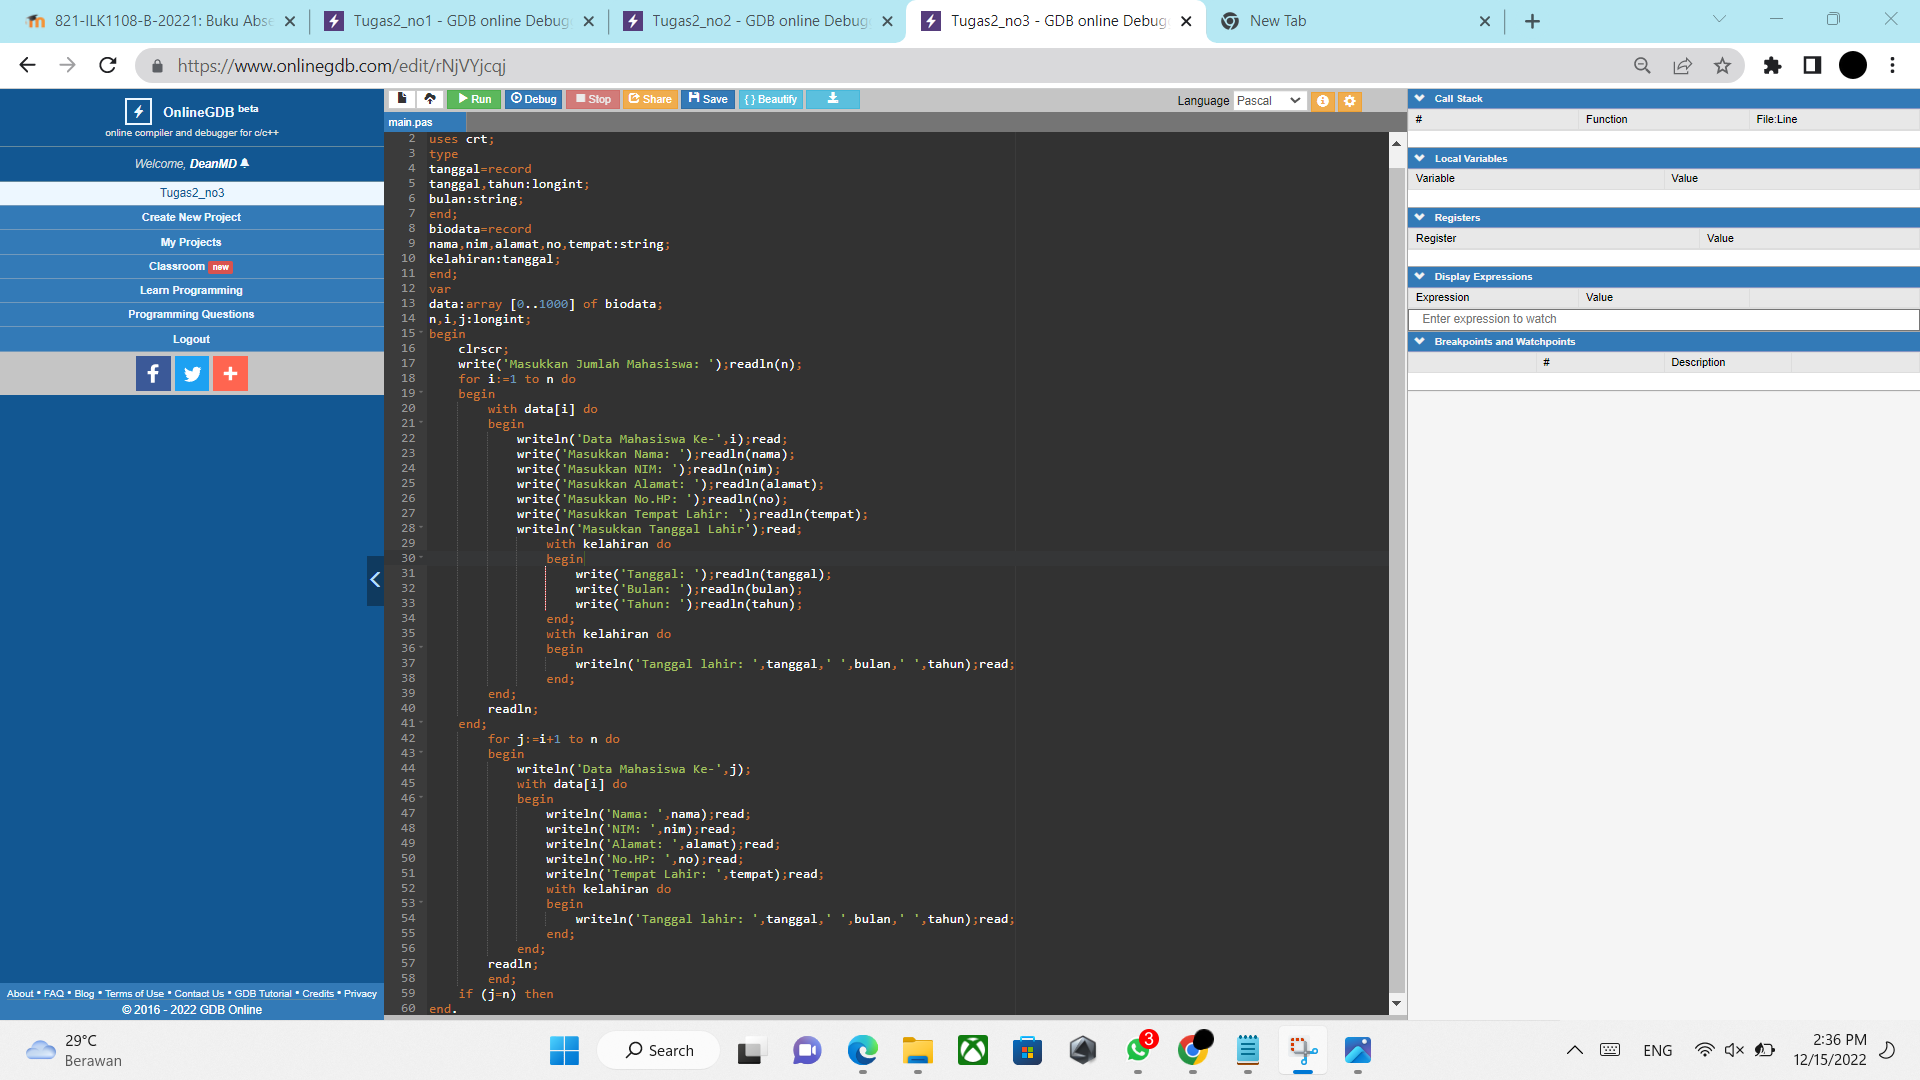 821-ILK1108-B-20221: Buku Abse
Tugas2_no1 - GDB online Debug
Tugas2_no2 - GDB online Debug
Tugas2_no3 - GDB online Debug
New Tab
https://www.onlinegdb.com/edit/rNjVYjcqj
OnlineGDB beta
online compiler and debugger for c/c++
Welcome, DeanMD
Tugas2_no3
Create New Project
My Projects
Classroom new
Learn Programming
Programming Questions
Logout
About • FAQ • Blog • Terms of Use • Contact Us • GDB Tutorial • Credits • Privacy
© 2016 - 2022 GDB Online
Run Debug Stop Share Save { } Beautify
Language Pascal
main.pas
2 uses crt;
3 type
4 tanggal=record
5 tanggal,tahun:longint;
6 bulan:string;
7 end;
8 biodata=record
9 nama,nim,alamat,no,tempat:string;
10 kelahiran:tanggal;
11 end;
12 var
13 data:array [0..1000] of biodata;
14 n,i,j:longint;
15 begin
16 clrscr;
17 write('Masukkan Jumlah Mahasiswa: ');readln(n);
18 for i:=1 to n do
19 begin
20 with data[i] do
21 begin
22 writeln('Data Mahasiswa Ke-',i);read;
23 write('Masukkan Nama: ');readln(nama);
24 write('Masukkan NIM: ');readln(nim);
25 write('Masukkan Alamat: ');readln(alamat);
26 write('Masukkan No.HP: ');readln(no);
27 write('Masukkan Tempat Lahir: ');readln(tempat);
28 writeln('Masukkan Tanggal Lahir');read;
29 with kelahiran do
30 begin
31 write('Tanggal: ');readln(tanggal);
32 write('Bulan: ');readln(bulan);
33 write('Tahun: ');readln(tahun);
34 end;
35 with kelahiran do
36 begin
37 writeln('Tanggal lahir: ',tanggal,' ',bulan,' ',tahun);read;
38 end;
39 end;
40 readln;
41 end;
42 for j:=i+1 to n do
43 begin
44 writeln('Data Mahasiswa Ke-',j);
45 with data[i] do
46 begin
47 writeln('Nama: ',nama);read;
48 writeln('NIM: ',nim);read;
49 writeln('Alamat: ',alamat);read;
50 writeln('No.HP: ',no);read;
51 writeln('Tempat Lahir: ',tempat);read;
52 with kelahiran do
53 begin
54 writeln('Tanggal lahir: ',tanggal,' ',bulan,' ',tahun);read;
55 end;
56 end;
57 readln;
58 end;
59 if (j=n) then
60 end.
Call Stack
# Function File:Line
Local Variables
Variable Value
Registers
Register Value
Display Expressions
Expression Value
Enter expression to watch
Breakpoints and Watchpoints
# Description
29°C
Berawan
Search
3
ENG
2:36 PM
12/15/2022